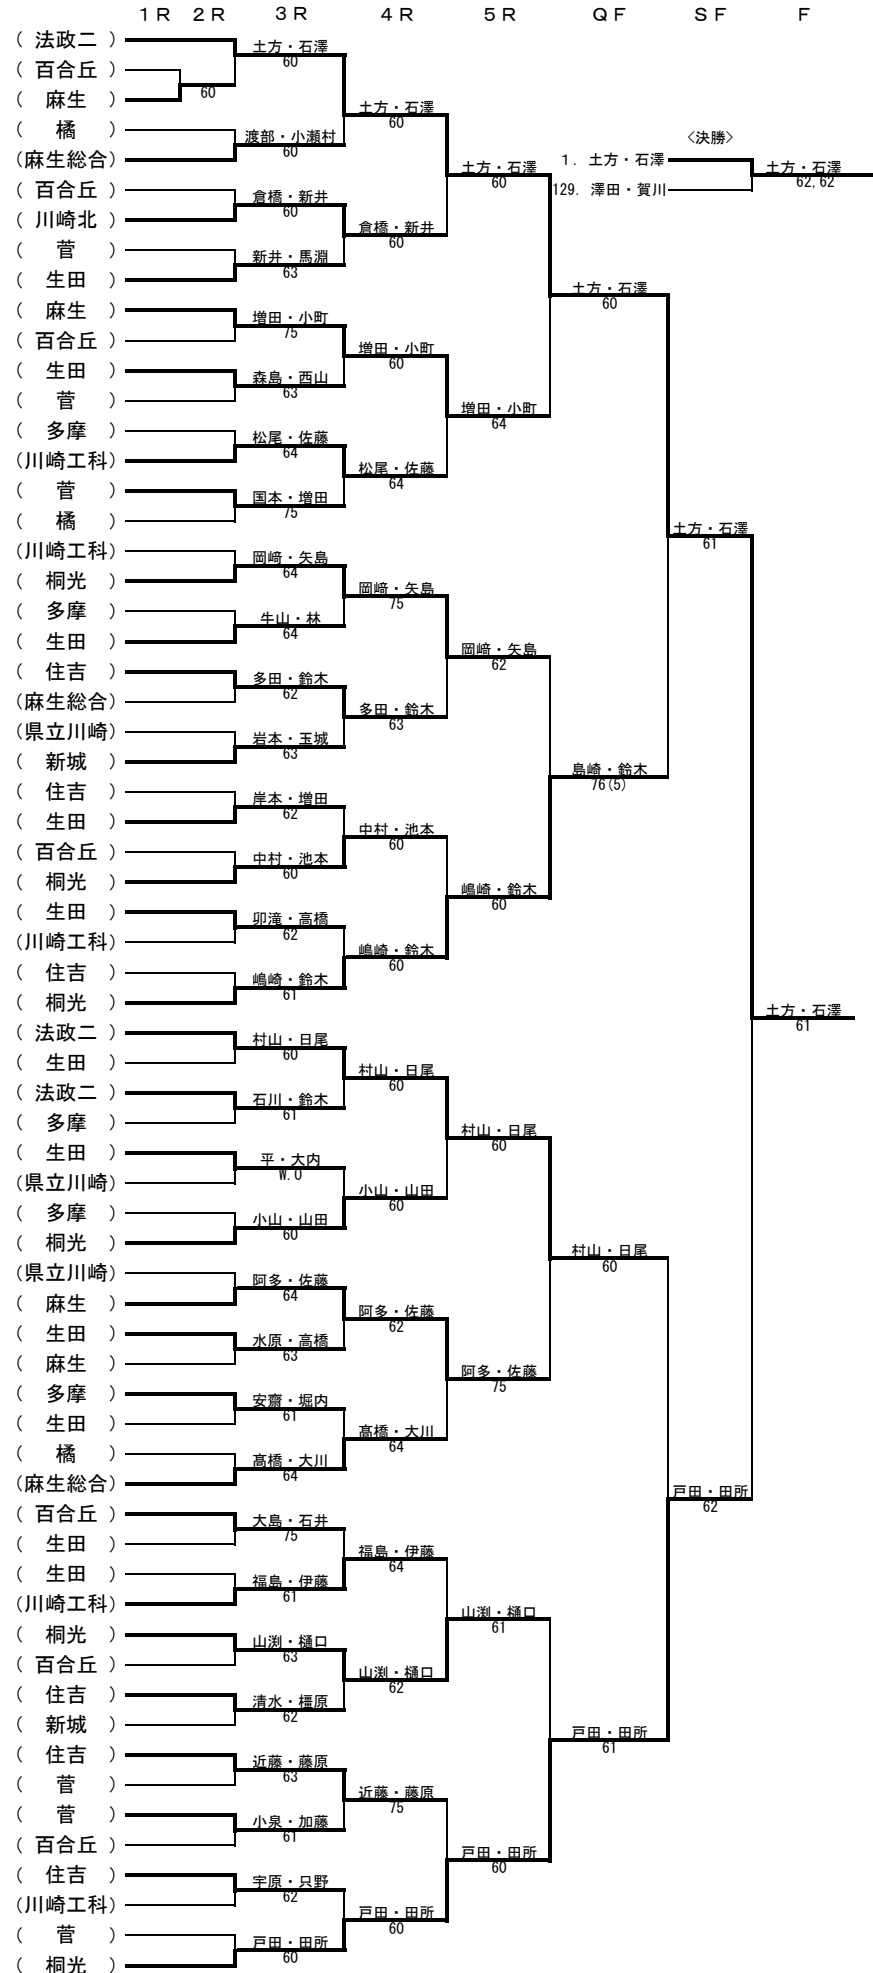 1R 2R 3R 4R 5R QF SF F
( 法政二 )
土方・石澤
60
( 百合丘 )
60
( 麻生 )
土方・石澤
60
( 橘 )
渡部・小瀬村
60
<決勝>
(麻生総合)
1. 土方・石澤
土方・石澤
62,62
土方・石澤
60
( 百合丘 )
129. 澤田・賀川
倉橋・新井
60
( 川崎北 )
倉橋・新井
60
( 菅 )
新井・馬淵
63
( 生田 )
土方・石澤
60
( 麻生 )
増田・小町
75
( 百合丘 )
増田・小町
60
( 生田 )
森島・西山
63
( 菅 )
増田・小町
64
( 多摩 )
松尾・佐藤
64
(川崎工科)
松尾・佐藤
64
( 菅 )
国本・増田
75
( 橘 )
土方・石澤
61
(川崎工科)
岡﨑・矢島
64
( 桐光 )
岡﨑・矢島
75
( 多摩 )
牛山・林
64
( 生田 )
岡﨑・矢島
62
( 住吉 )
多田・鈴木
62
(麻生総合)
多田・鈴木
63
(県立川崎)
岩本・玉城
63
( 新城 )
島崎・鈴木
76(5)
( 住吉 )
岸本・増田
62
( 生田 )
中村・池本
60
( 百合丘 )
中村・池本
60
( 桐光 )
嶋崎・鈴木
60
( 生田 )
卯滝・高橋
62
(川崎工科)
嶋崎・鈴木
60
( 住吉 )
嶋崎・鈴木
61
( 桐光 )
土方・石澤
61
( 法政二 )
村山・日尾
60
( 生田 )
村山・日尾
60
( 法政二 )
石川・鈴木
61
( 多摩 )
村山・日尾
60
( 生田 )
平・大内
W.O
(県立川崎)
小山・山田
60
( 多摩 )
小山・山田
60
( 桐光 )
村山・日尾
60
(県立川崎)
阿多・佐藤
64
( 麻生 )
阿多・佐藤
62
( 生田 )
水原・高橋
63
( 麻生 )
阿多・佐藤
75
( 多摩 )
安齋・堀内
61
( 生田 )
髙橋・大川
64
( 橘 )
髙橋・大川
64
(麻生総合)
戸田・田所
62
( 百合丘 )
大島・石井
75
( 生田 )
福島・伊藤
64
( 生田 )
福島・伊藤
61
(川崎工科)
山渕・樋口
61
( 桐光 )
山渕・樋口
63
( 百合丘 )
山渕・樋口
62
( 住吉 )
清水・橿原
62
( 新城 )
戸田・田所
61
( 住吉 )
近藤・藤原
63
( 菅 )
近藤・藤原
75
( 菅 )
小泉・加藤
61
( 百合丘 )
戸田・田所
60
( 住吉 )
宇原・只野
62
(川崎工科)
戸田・田所
60
( 菅 )
戸田・田所
60
( 桐光 )